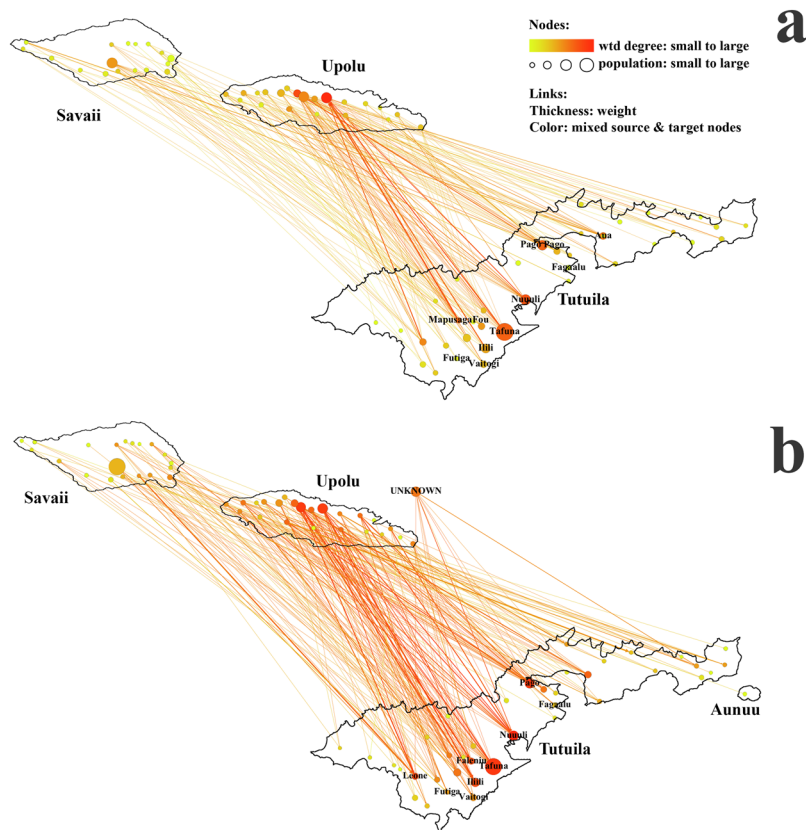 a
Nodes:
wtd degree: small to large
population: small to large
Links:
Thickness: weight
Color: mixed source & target nodes
Upolu
Savaii
Aua
Pago Pago
Fagaalu
Nuuuli
Tutuila
MapusagaFou
Tafuna
Ilili
Futiga
Vaitogi
b
Upolu
UNKNOWN
Savaii
Pago
Fagaalu
Aunuu
Nuuuli
Tutuila
Faleniu
Tafuna
Leone
Ilili
Futiga
Vaitogi